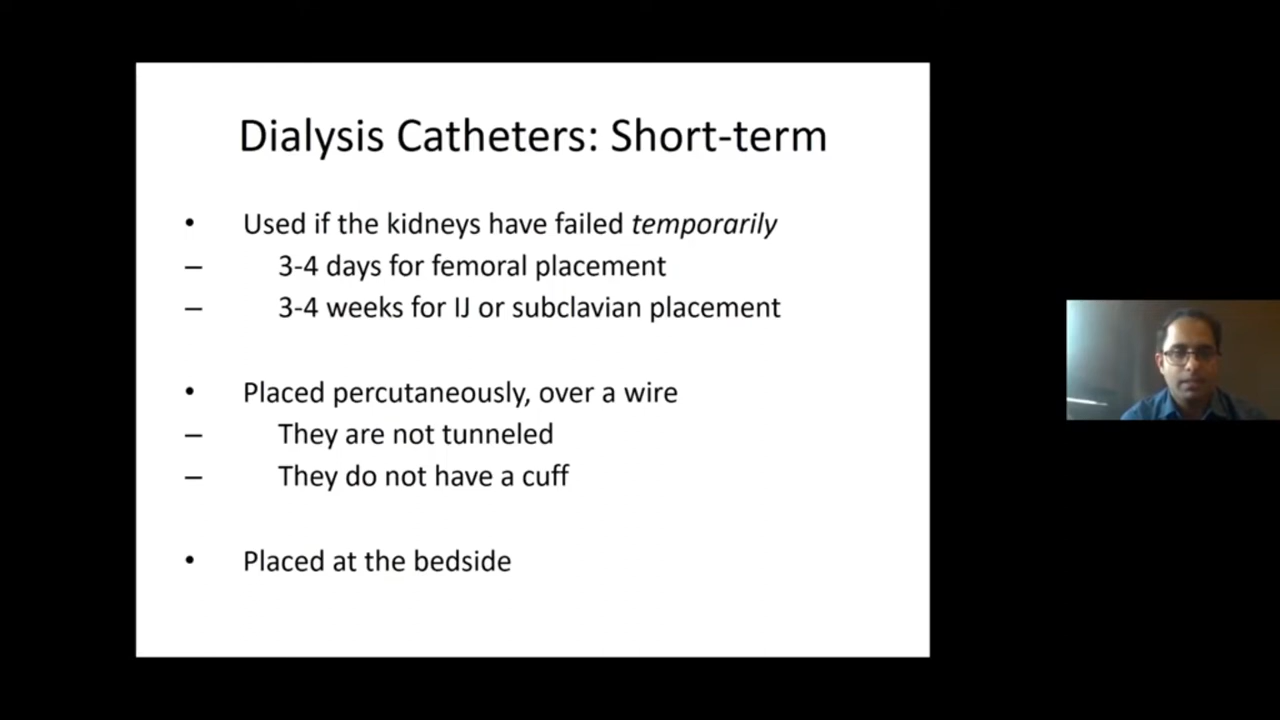 Dialysis Catheters: Short-term
• Used if the kidneys have failed temporarily
– 3-4 days for femoral placement
– 3-4 weeks for IJ or subclavian placement
• Placed percutaneously, over a wire
– They are not tunneled
– They do not have a cuff
• Placed at the bedside